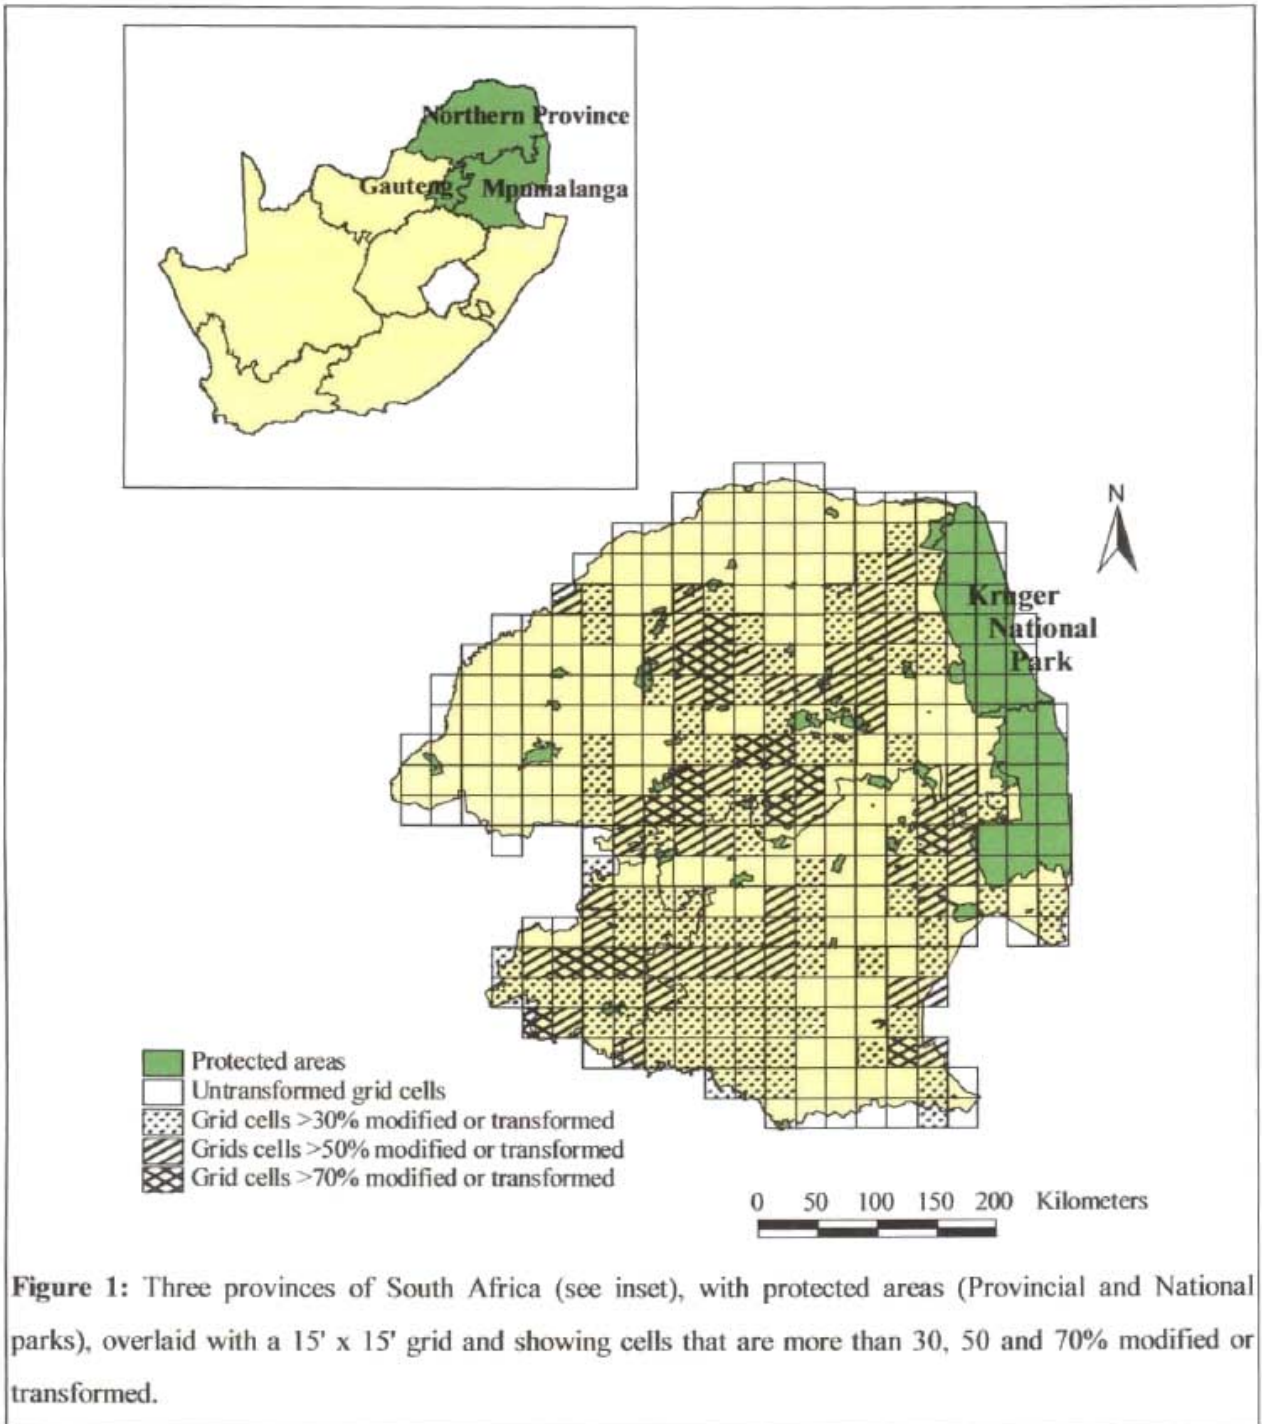 Northern Province
Gauteng
Mpumalanga
N
Kruger
National
Park
Protected areas
Untransformed grid cells
Grid cells >30% modified or transformed
Grids cells >50% modified or transformed
Grid cells >70% modified or transformed
0 50 100 150 200 Kilometers
Figure 1: Three provinces of South Africa (see inset), with protected areas (Provincial and National
parks), overlaid with a 15' x 15' grid and showing cells that are more than 30, 50 and 70% modified or
transformed.